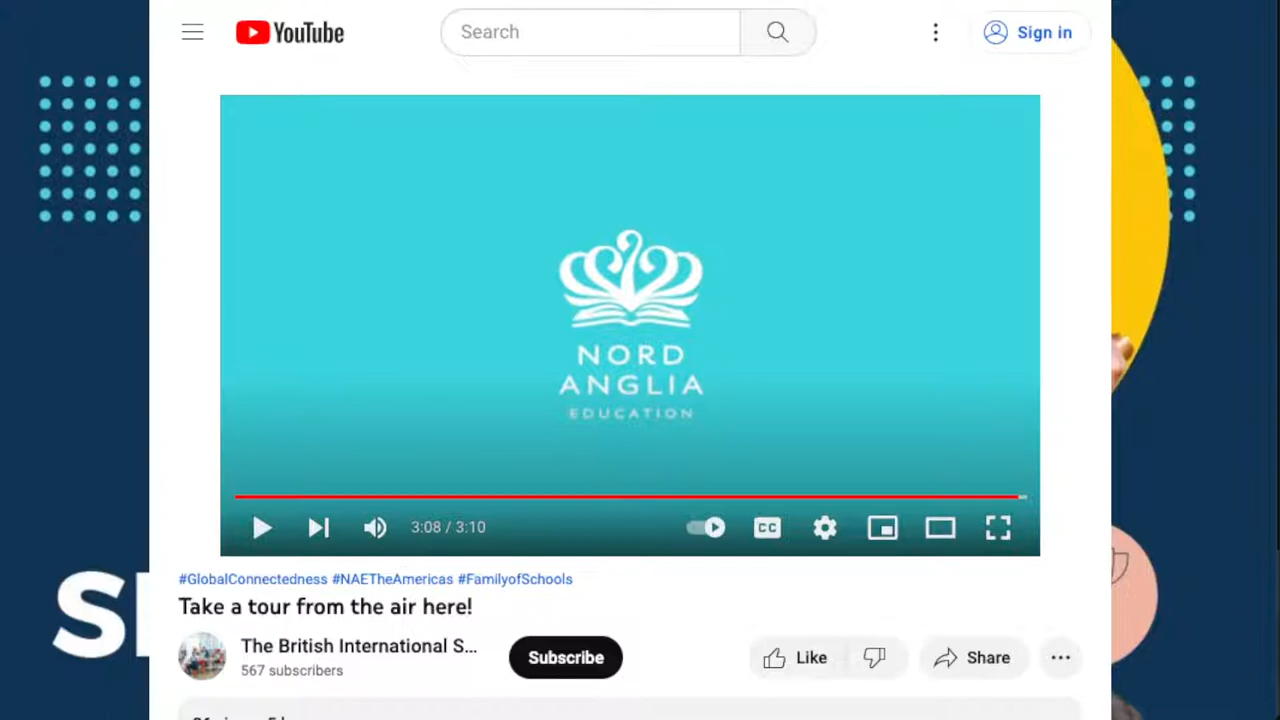 YouTube
Search
Sign in
NORD
ANGLIA
EDUCATION
3:08 / 3:10
CC
#GlobalConnectedness #NAETheAmericas #FamilyofSchools
Take a tour from the air here!
The British International S...
567 subscribers
Subscribe
Like
Share